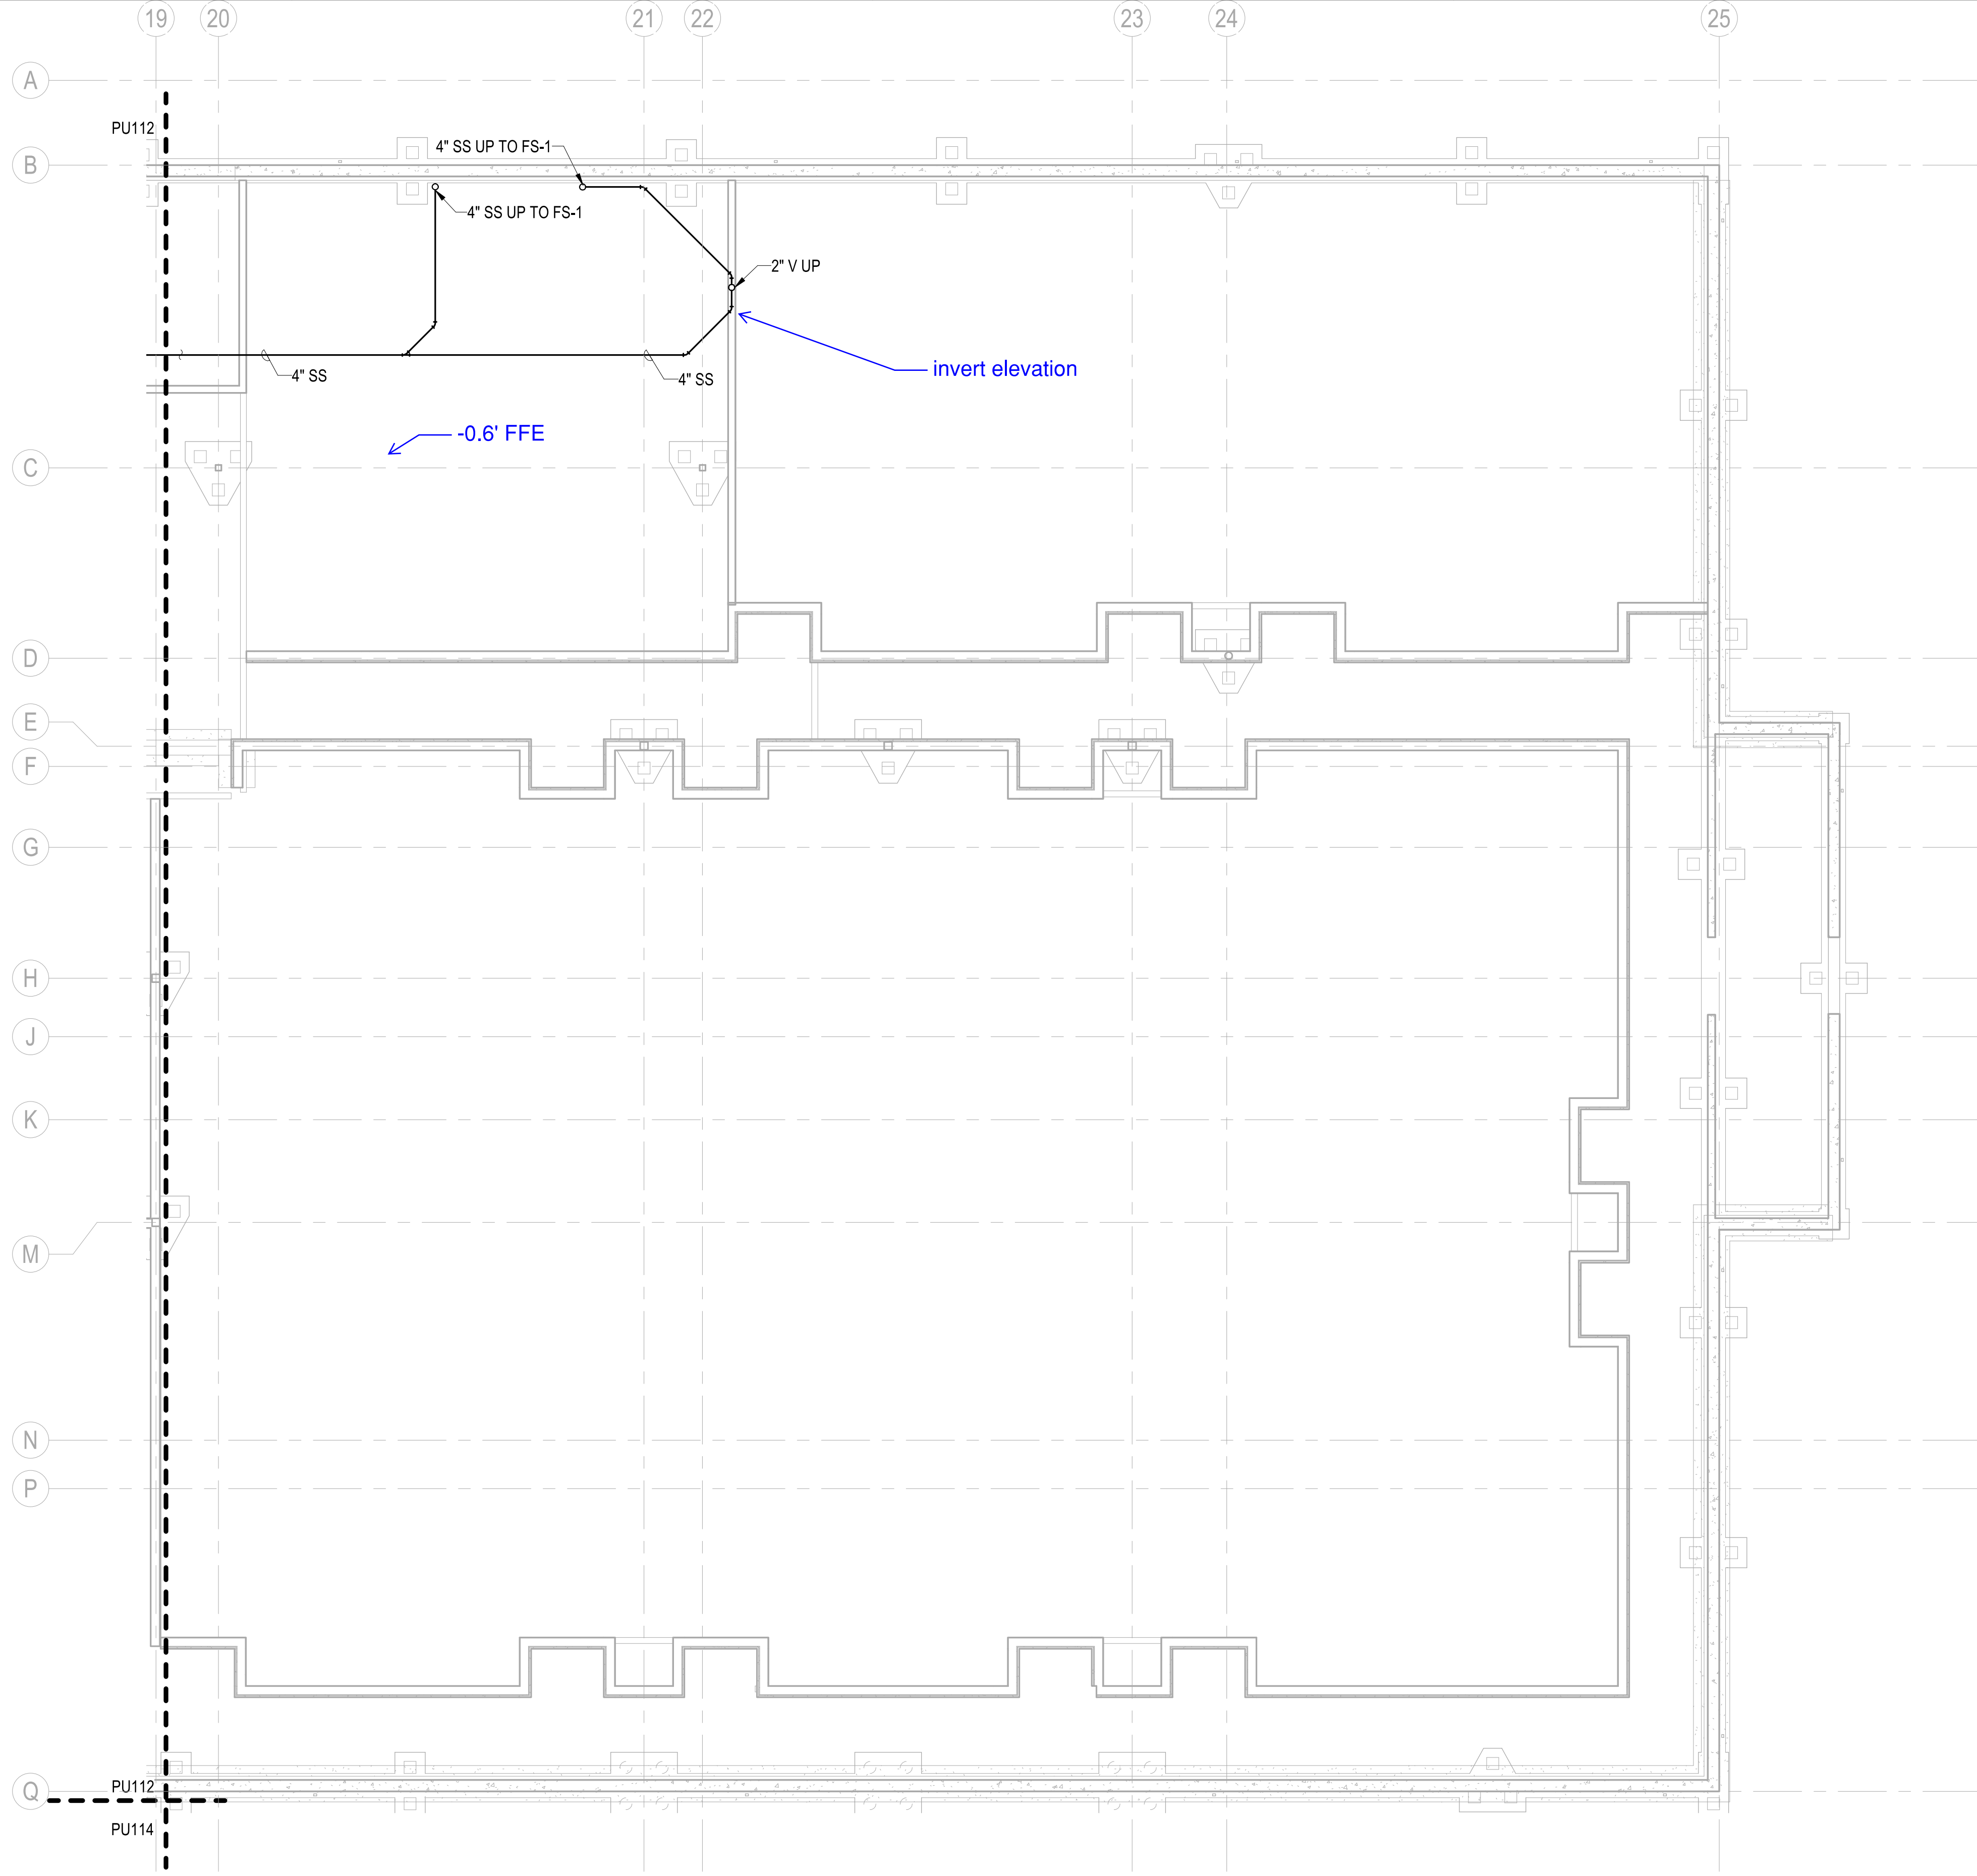 19
20
21
22
23
24
25
A
PU112
B
4" SS UP TO FS-1
4" SS UP TO FS-1
2" V UP
4" SS
4" SS
invert elevation
-0.6' FFE
C
D
E
F
G
H
J
K
M
N
P
PU112
Q
PU114